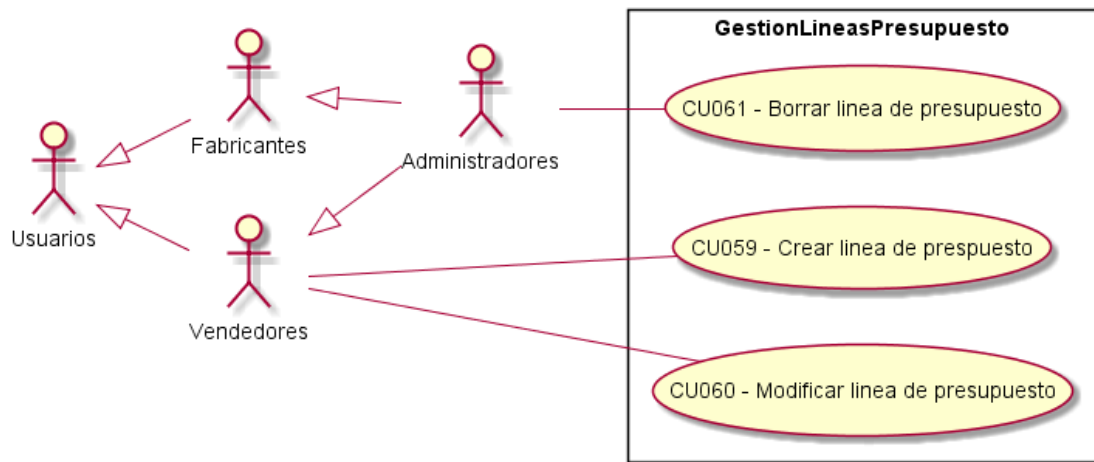 GestionLineasPresupuesto
CU061 - Borrar linea de presupuesto
Fabricantes
Administradores
Usuarios
CU059 - Crear linea de prespuesto
Vendedores
CU060 - Modificar linea de presupuesto